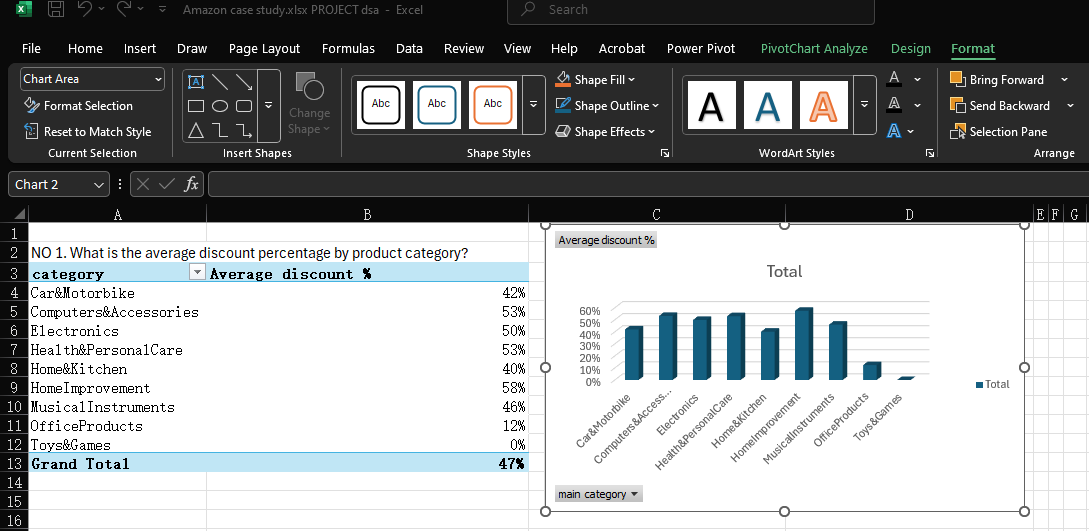 Amazon case study.xlsx PROJECT dsa - Excel
Search
File Home Insert Draw Page Layout Formulas Data Review View Help Acrobat Power Pivot PivotChart Analyze Design Format
Chart Area
Format Selection
Reset to Match Style
Current Selection
Change
Shape
Insert Shapes
Abc Abc Abc
Shape Fill
Shape Outline
Shape Effects
Shape Styles
A A A
WordArt Styles
A
A
A
Bring Forward
Send Backward
Selection Pane
Arrange
Chart 2
fx
A B C D E F G
1
2 NO 1. What is the average discount percentage by product category?
3 category Average discount %
4 Car&Motorbike 42%
5 Computers&Accessories 53%
6 Electronics 50%
7 Health&PersonalCare 53%
8 Home&Kitchen 40%
9 HomeImprovement 58%
10 MusicalInstruments 46%
11 OfficeProducts 12%
12 Toys&Games 0%
13 Grand Total 47%
14
15
16
Average discount %
Total
60%
50%
40%
30%
20%
10%
0%
Car&Motorbike
Computers&Access...
Electronics
Health&PersonalCare
Home&Kitchen
HomeImprovement
MusicalInstruments
OfficeProducts
Toys&Games
Total
main category